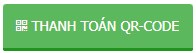 THANH TOÁN QR-CODE